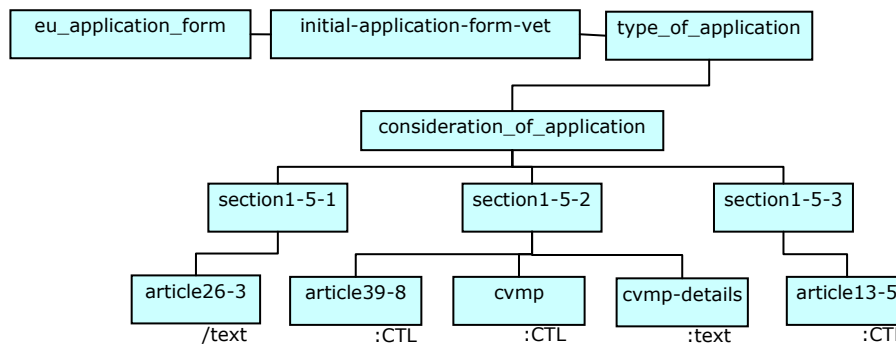 eu_application_form initial-application-form-vet type_of_application
consideration_of_application
section1-5-1 section1-5-2 section1-5-3
article26-3 article39-8 cvmp cvmp-details article13-5
/text :CTL :CTL :text :CTL